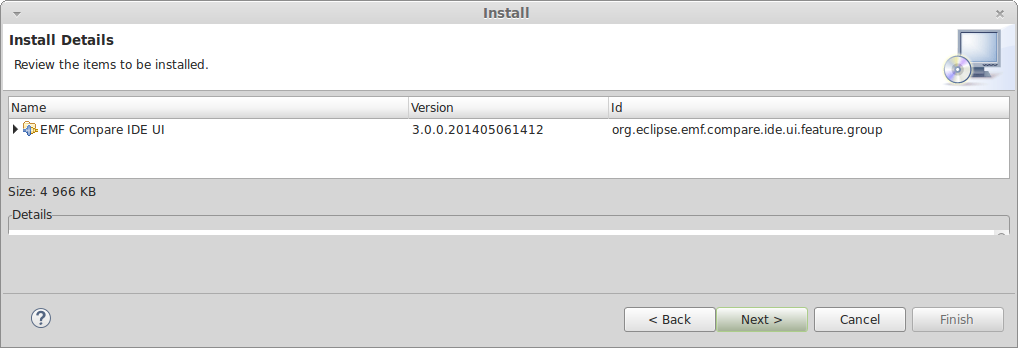 Install
Install Details
Review the items to be installed.
Name Version Id
EMF Compare IDE UI 3.0.0.201405061412 org.eclipse.emf.compare.ide.ui.feature.group
Size: 4 966 KB
Details
? < Back Next > Cancel Finish